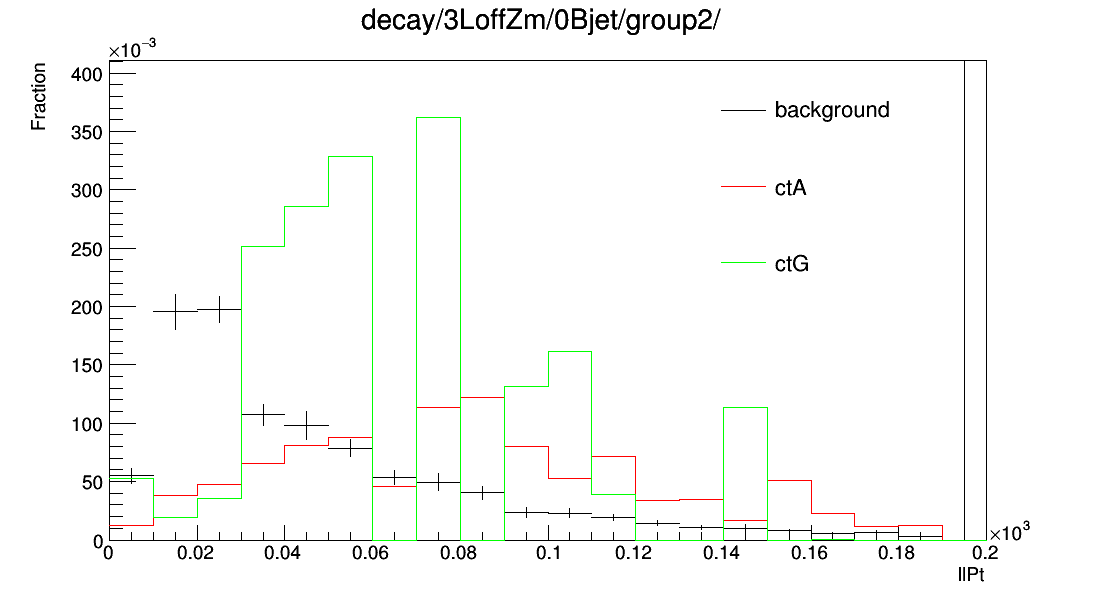 decay/3LoffZm/0Bjet/group2/
×10⁻³
Fraction
400
350
300
250
200
150
100
50
0
background
ctA
ctG
0 0.02 0.04 0.06 0.08 0.1 0.12 0.14 0.16 0.18 0.2
×10³
llPt